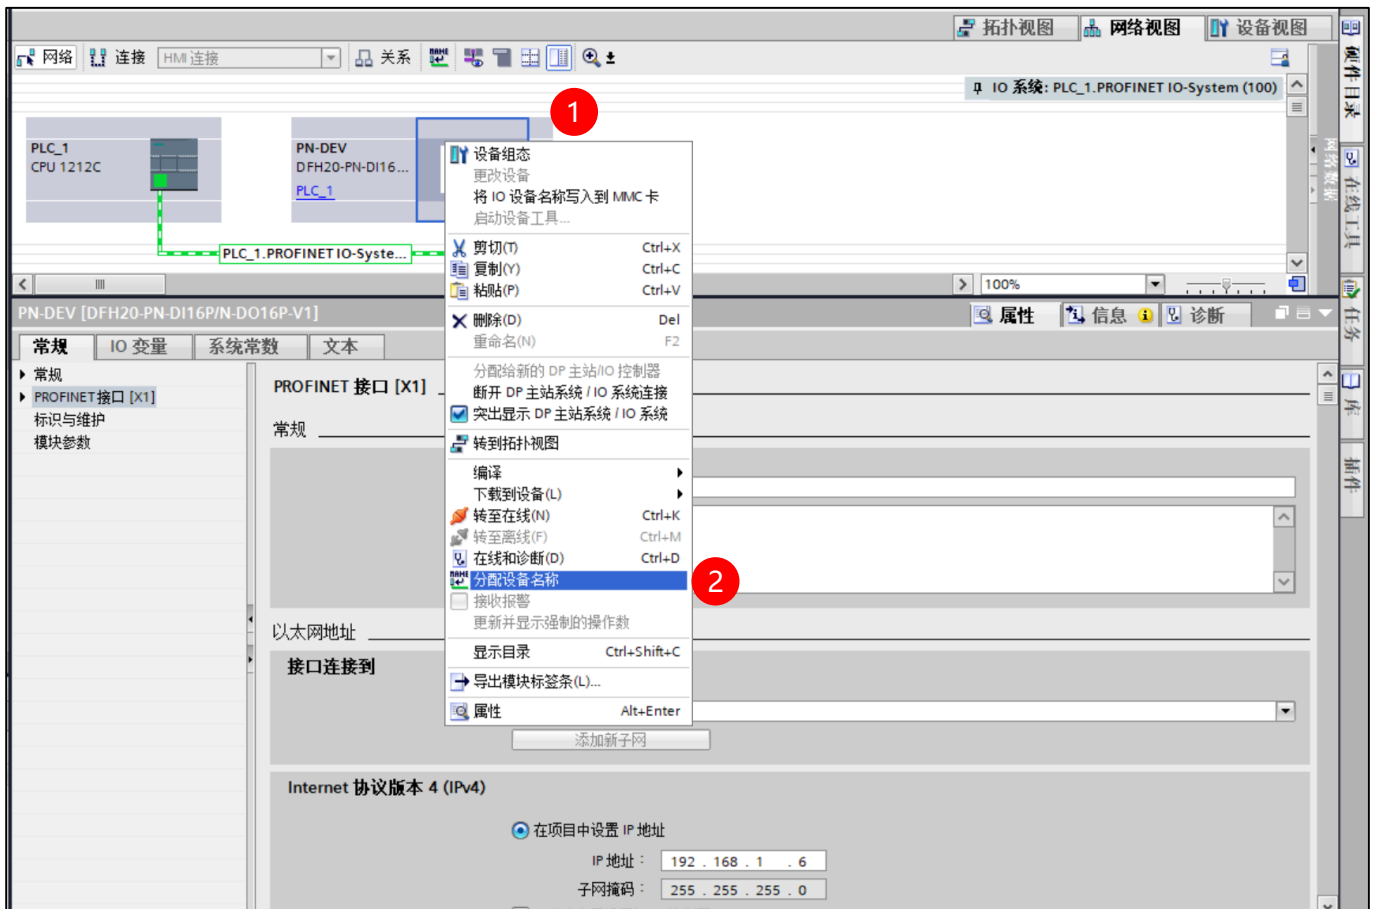 拓扑视图 网络视图 设备视图
网络 连接 HMI 连接 关系
IO 系统: PLC_1.PROFINET IO-System (100)
1
PLC_1
CPU 1212C
PN-DEV
DFH20-PN-DI16...
PLC_1
PLC_1.PROFINET IO-Syste...
设备组态
更改设备
将 IO 设备名称写入到 MMC 卡
启动设备工具...
剪切(T) Ctrl+X
复制(Y) Ctrl+C
粘贴(P) Ctrl+V
删除(D) Del
重命名(N) F2
分配给新的 DP 主站/IO 控制器
断开 DP 主站系统 / IO 系统连接
突出显示 DP 主站系统 / IO 系统
转到拓扑视图
编译
下载到设备(L)
转至在线(N) Ctrl+K
转至离线(F) Ctrl+M
在线和诊断(D) Ctrl+D
分配设备名称
2
接收报警
更新并显示强制的操作数
显示目录 Ctrl+Shift+C
导出模块标签条(L)...
属性 Alt+Enter
100%
PN-DEV [DFH20-PN-DI16P/N-DO16P-V1]
属性 信息 诊断
常规 IO 变量 系统常数 文本
常规
PROFINET接口 [X1]
标识与维护
模块参数
PROFINET 接口 [X1]
常规
以太网地址
接口连接到
添加新子网
Internet 协议版本 4 (IPv4)
在项目中设置 IP 地址
IP 地址: 192 . 168 . 1 . 6
子网掩码: 255 . 255 . 255 . 0
网络数据
硬件目录
在线工具
任务
库
插件